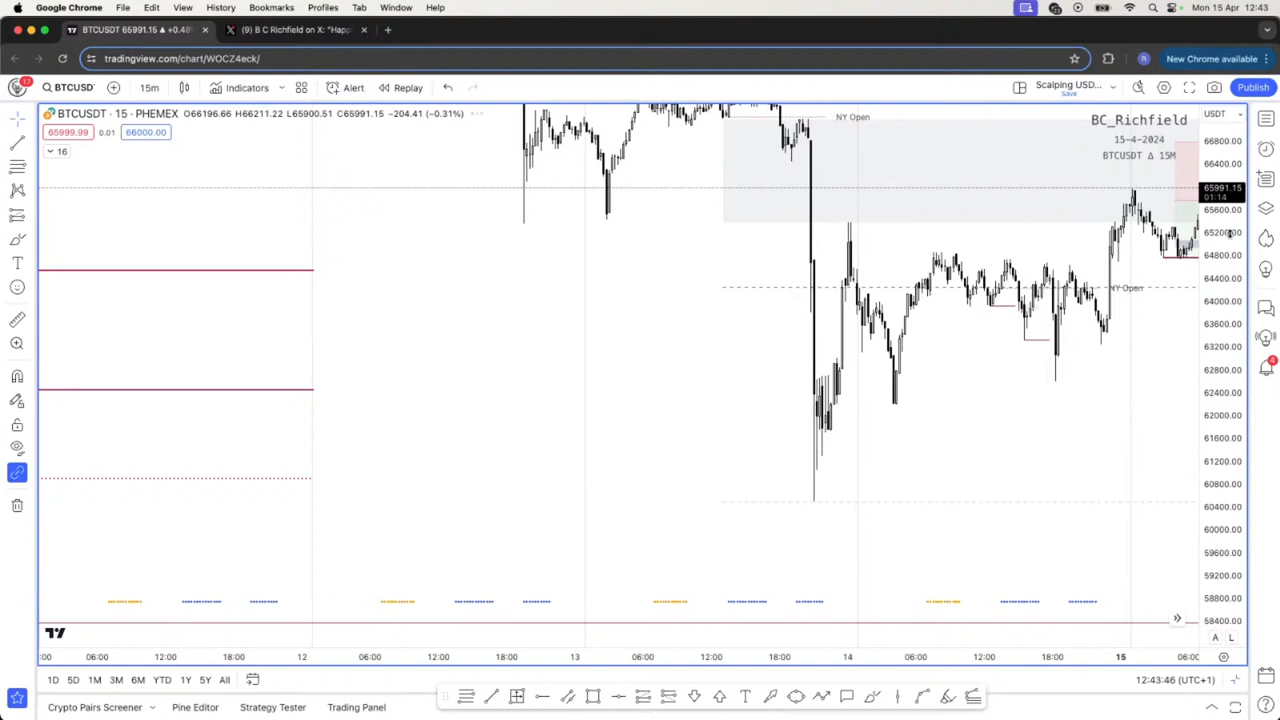 Google Chrome File Edit View History Bookmarks Profiles Tab Window Help Mon 15 Apr 12:43
BTCUSDT 65991.15 ▲ +0.48% (9) B C Richfield on X: "Happ
tradingview.com/chart/WOCZ4eck/ New Chrome available
17 BTCUSD 15m Indicators Alert Replay Scalping USD... Save Publish
BTCUSDT · 15 · PHEMEX O66196.66 H66211.22 L65900.51 C65991.15 −204.41 (−0.31%) USDT
65999.99 0.01 66000.00
16
NY Open
BC_Richfield
15-4-2024
BTCUSDT Δ 15M
66800.00
66400.00
65991.15
01:14
65600.00
65200.00
64800.00
64400.00
NY Open
64000.00
63600.00
63200.00
62800.00
62400.00
62000.00
61600.00
61200.00
60800.00
60400.00
60000.00
59600.00
59200.00
58800.00
58400.00
4
A L
:00 06:00 12:00 18:00 12 06:00 12:00 18:00 13 06:00 12:00 18:00 14 06:00 12:00 18:00 15 06:00
1D 5D 1M 3M 6M YTD 1Y 5Y All 12:43:46 (UTC+1)
Crypto Pairs Screener Pine Editor Strategy Tester Trading Panel